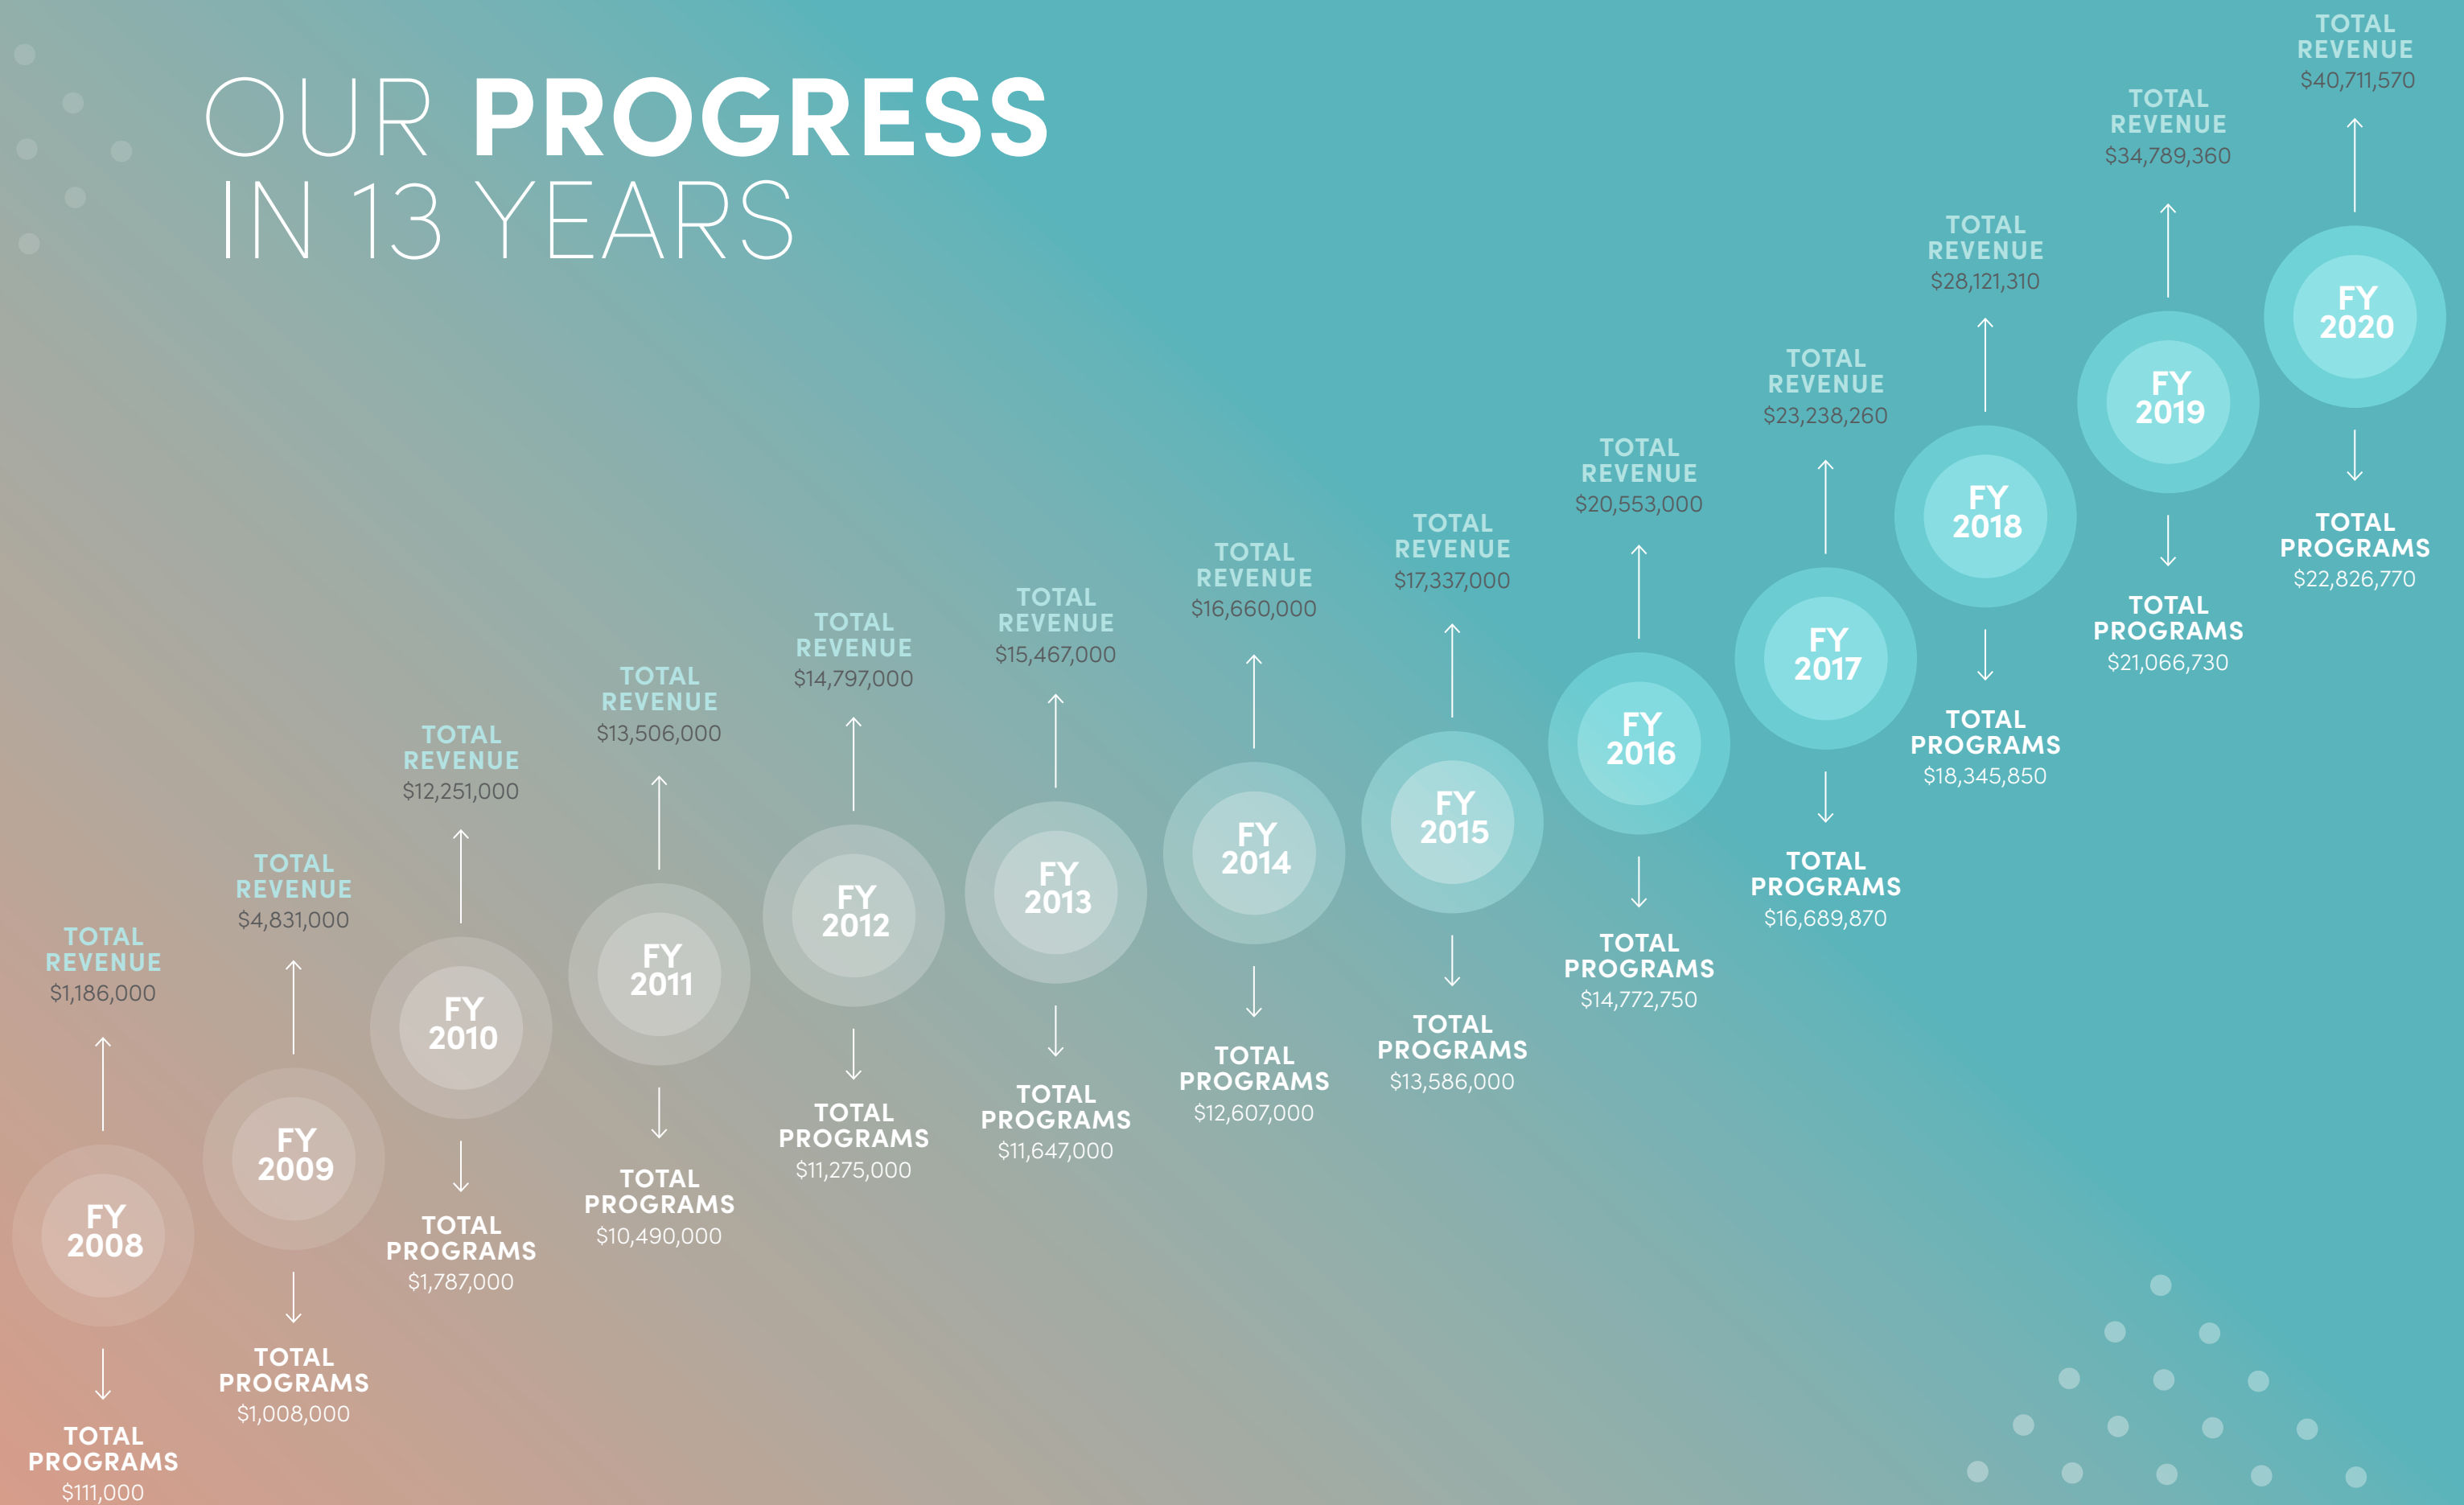 OUR PROGRESS
IN 13 YEARS
TOTAL
REVENUE
$1,186,000
FY
2008
TOTAL
PROGRAMS
$111,000
TOTAL
REVENUE
$4,831,000
FY
2009
TOTAL
PROGRAMS
$1,008,000
TOTAL
REVENUE
$12,251,000
FY
2010
TOTAL
PROGRAMS
$1,787,000
TOTAL
REVENUE
$13,506,000
FY
2011
TOTAL
PROGRAMS
$10,490,000
TOTAL
REVENUE
$14,797,000
FY
2012
TOTAL
PROGRAMS
$11,275,000
TOTAL
REVENUE
$15,467,000
FY
2013
TOTAL
PROGRAMS
$11,647,000
TOTAL
REVENUE
$16,660,000
FY
2014
TOTAL
PROGRAMS
$12,607,000
TOTAL
REVENUE
$17,337,000
FY
2015
TOTAL
PROGRAMS
$13,586,000
TOTAL
REVENUE
$20,553,000
FY
2016
TOTAL
PROGRAMS
$14,772,750
TOTAL
REVENUE
$23,238,260
FY
2017
TOTAL
PROGRAMS
$16,689,870
TOTAL
REVENUE
$28,121,310
FY
2018
TOTAL
PROGRAMS
$18,345,850
TOTAL
REVENUE
$34,789,360
FY
2019
TOTAL
PROGRAMS
$21,066,730
TOTAL
REVENUE
$40,711,570
FY
2020
TOTAL
PROGRAMS
$22,826,770